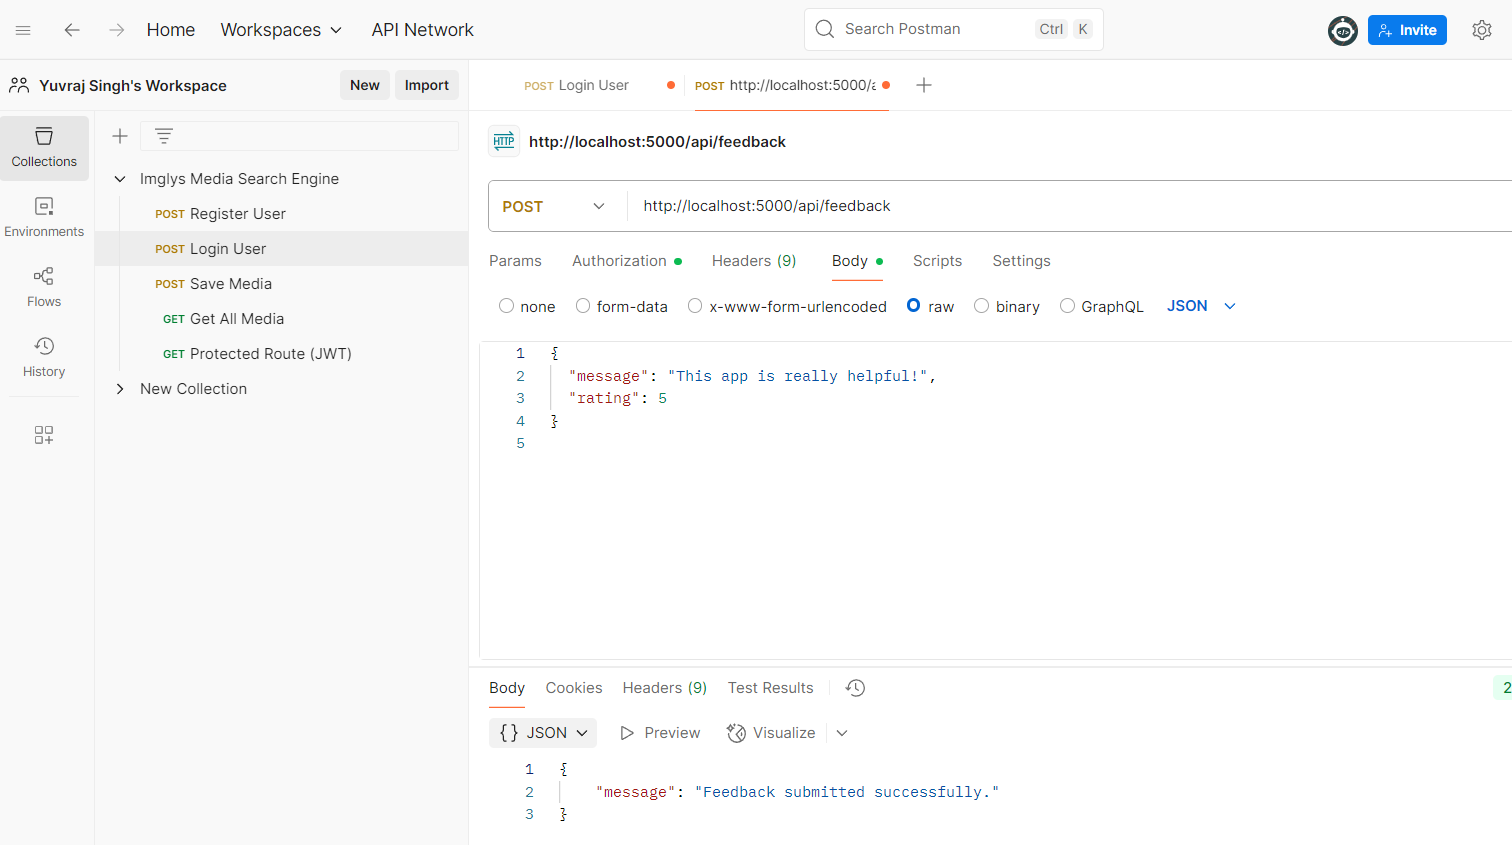 Home Workspaces API Network Search Postman Ctrl K Invite
Yuvraj Singh's Workspace New Import
POST Login User POST http://localhost:5000/a
Collections
Environments
Flows
History
Imglys Media Search Engine
POST Register User
POST Login User
POST Save Media
GET Get All Media
GET Protected Route (JWT)
New Collection
HTTP http://localhost:5000/api/feedback
POST http://localhost:5000/api/feedback
Params Authorization Headers (9) Body Scripts Settings
none form-data x-www-form-urlencoded raw binary GraphQL JSON
1 {
2 "message": "This app is really helpful!",
3 "rating": 5
4 }
5
Body Cookies Headers (9) Test Results 2
{} JSON Preview Visualize
1 {
2 "message": "Feedback submitted successfully."
3 }